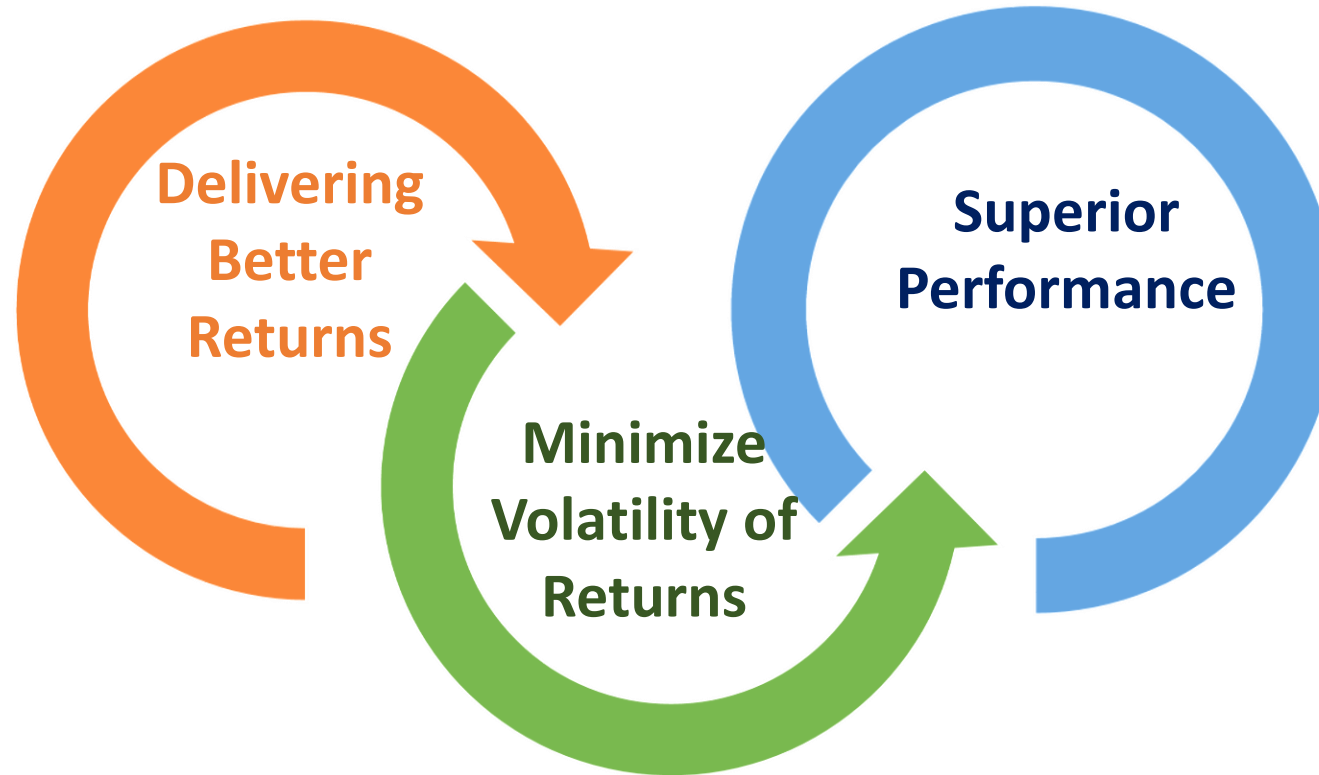 Delivering
Better
Returns
Minimize
Volatility of
Returns
Superior
Performance